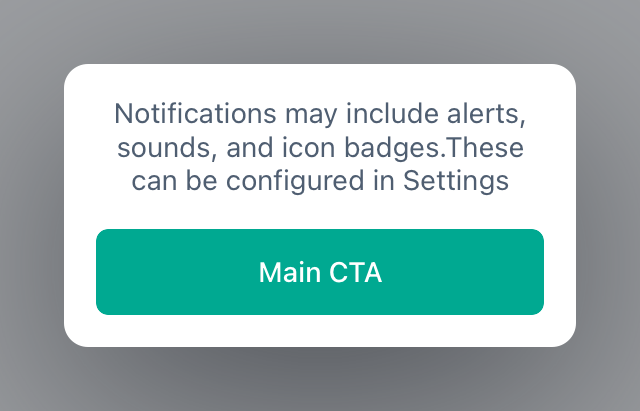 Notifications may include alerts,
sounds, and icon badges.These
can be configured in Settings
Main CTA